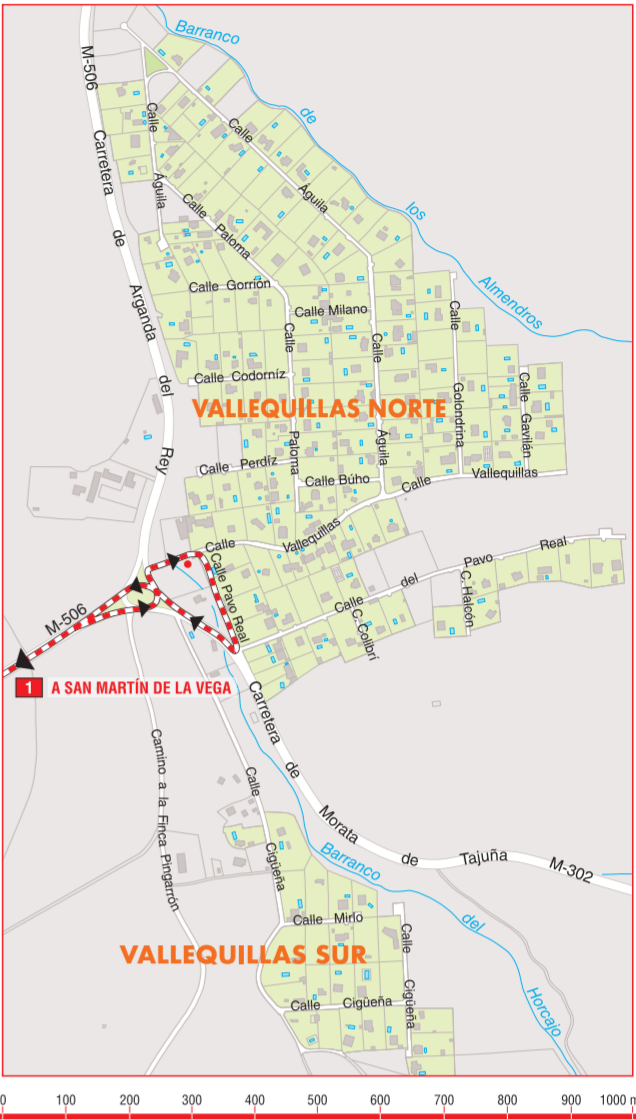 Barranco
de
los
Almendros
M-506
Carretera
de
Arganda
del
Rey
Calle
Águila
Calle
Águila
Calle
Paloma
Calle Gorrión
Calle Milano
Calle
Calle
Calle
Calle Codorníz
VALLEQUILLAS NORTE
Golondrina
Calle
Gavilán
Paloma
Águila
Calle Perdíz
Calle Búho
Calle
Vallequillas
Calle
Vallequillas
Calle Pavo Real
Calle
del
Pavo
Real
C. Halcón
C. Colibrí
M-506
1 A SAN MARTÍN DE LA VEGA
Carretera
de
Morata
de
Tajuña
M-302
Camino a la Finca Pingarrón
Calle
Cigüeña
Barranco
del
Horcajo
Calle Mirlo
Calle
Cigüeña
VALLEQUILLAS SUR
Calle Cigüeña
0 100 200 300 400 500 600 700 800 900 1000 m